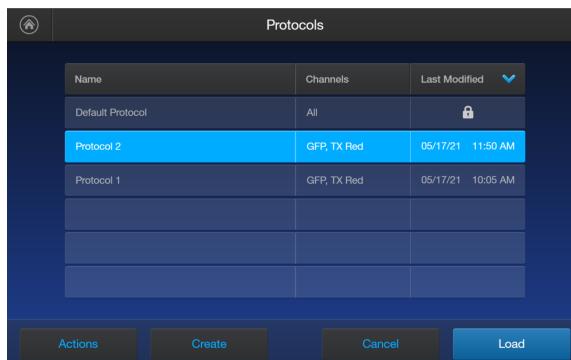 Protocols
Name Channels Last Modified
Default Protocol All
Protocol 2 GFP, TX Red 05/17/21 11:50 AM
Protocol 1 GFP, TX Red 05/17/21 10:05 AM
Actions Create Cancel Load